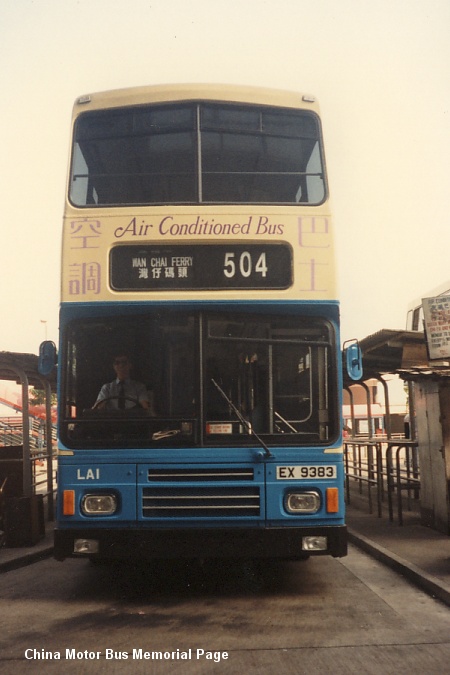 Air Conditioned Bus
空調
巴士
WAN CHAI FERRY
灣仔碼頭
504
LA1
EX 9383
China Motor Bus Memorial Page